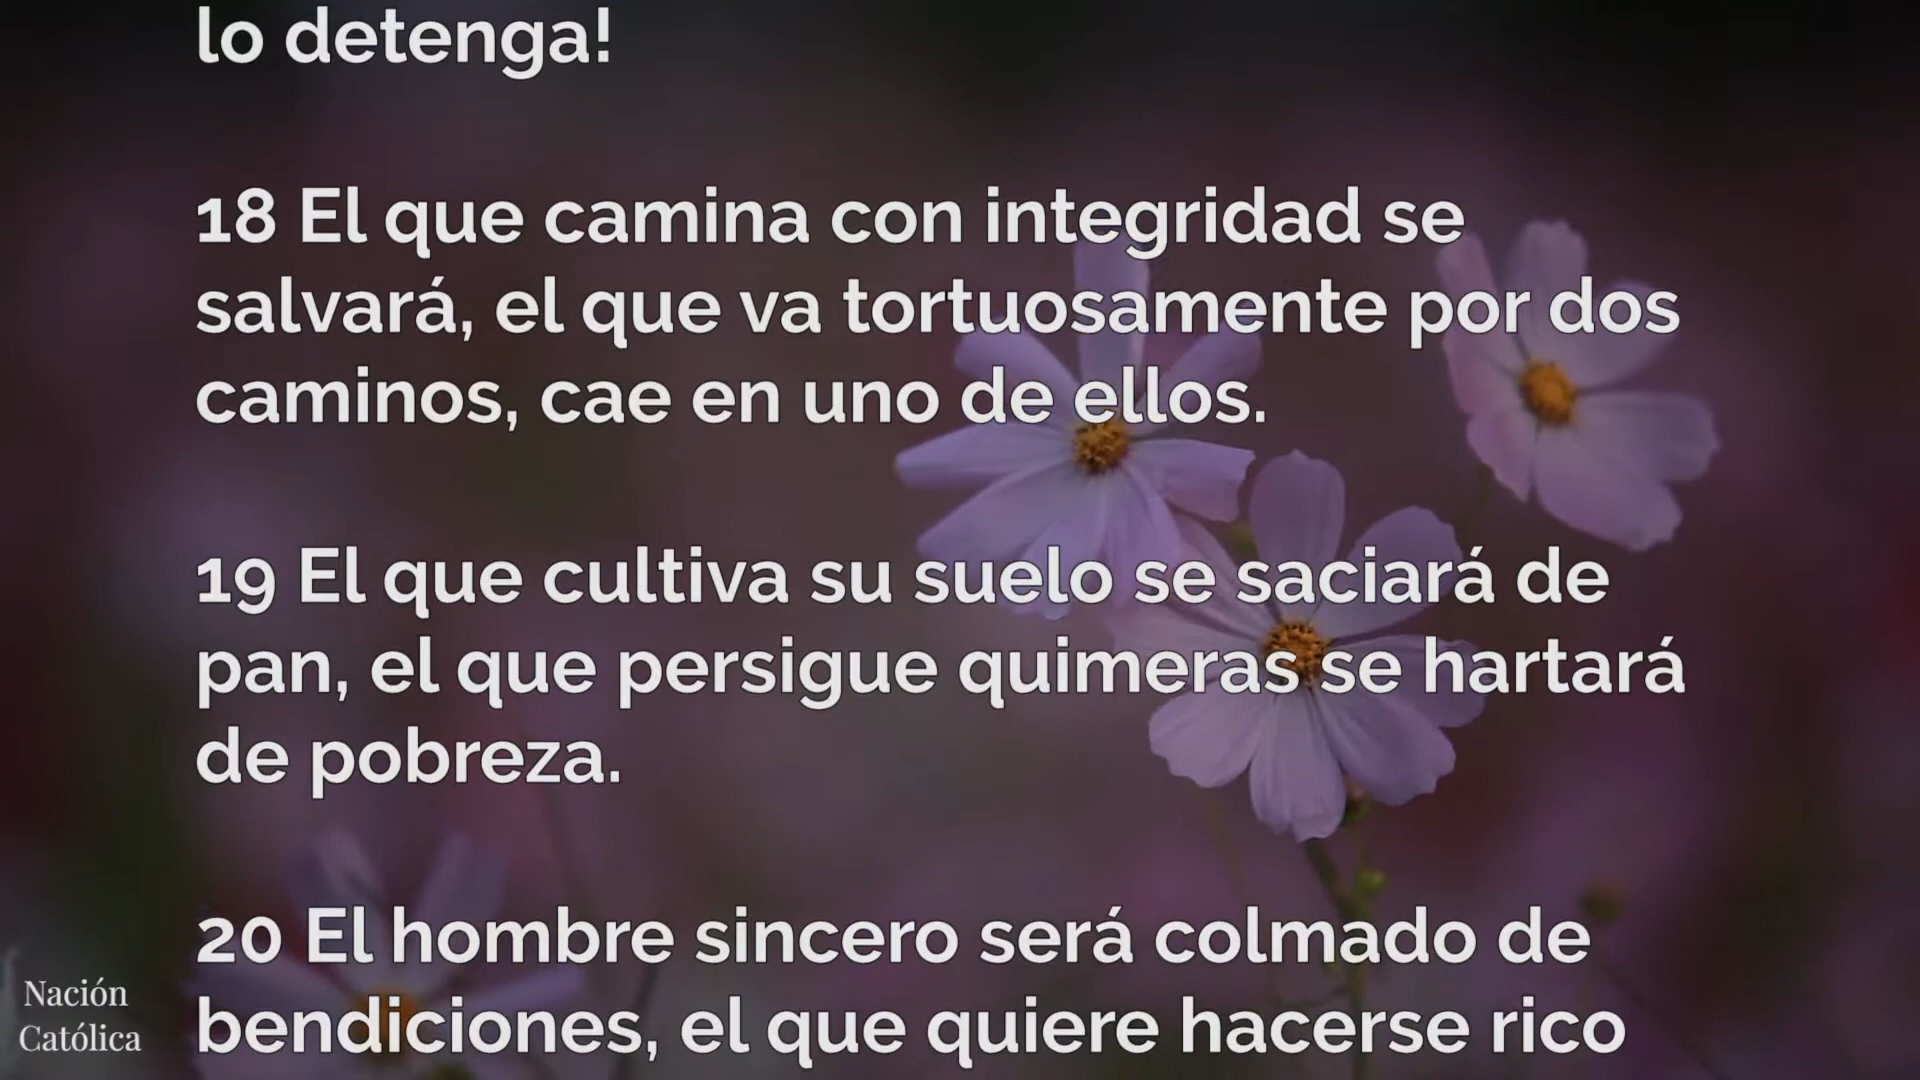 lo detenga!
18 El que camina con integridad se
salvará, el que va tortuosamente por dos
caminos, cae en uno de ellos.
19 El que cultiva su suelo se saciará de
pan, el que persigue quimeras se hartará
de pobreza.
20 El hombre sincero será colmado de
bendiciones, el que quiere hacerse rico
Nación
Católica